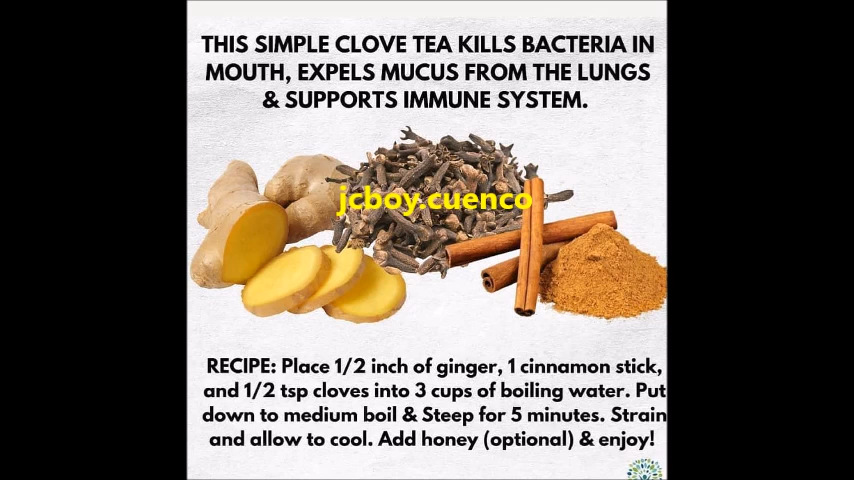 THIS SIMPLE CLOVE TEA KILLS BACTERIA IN
MOUTH, EXPELS MUCUS FROM THE LUNGS
& SUPPORTS IMMUNE SYSTEM.
jcboy.cuenco
RECIPE: Place 1/2 inch of ginger, 1 cinnamon stick,
and 1/2 tsp cloves into 3 cups of boiling water. Put
down to medium boil & Steep for 5 minutes. Strain
and allow to cool. Add honey (optional) & enjoy!